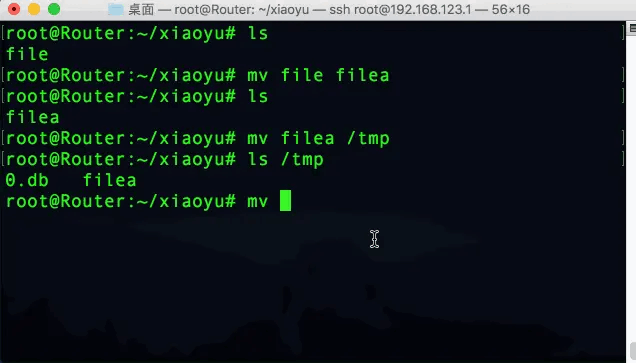 桌面 — root@Router: ~/xiaoyu — ssh root@192.168.123.1 — 56×16
[root@Router:~/xiaoyu# ls
file
[root@Router:~/xiaoyu# mv file filea
[root@Router:~/xiaoyu# ls
filea
[root@Router:~/xiaoyu# mv filea /tmp
[root@Router:~/xiaoyu# ls /tmp
0.db   filea
root@Router:~/xiaoyu# mv